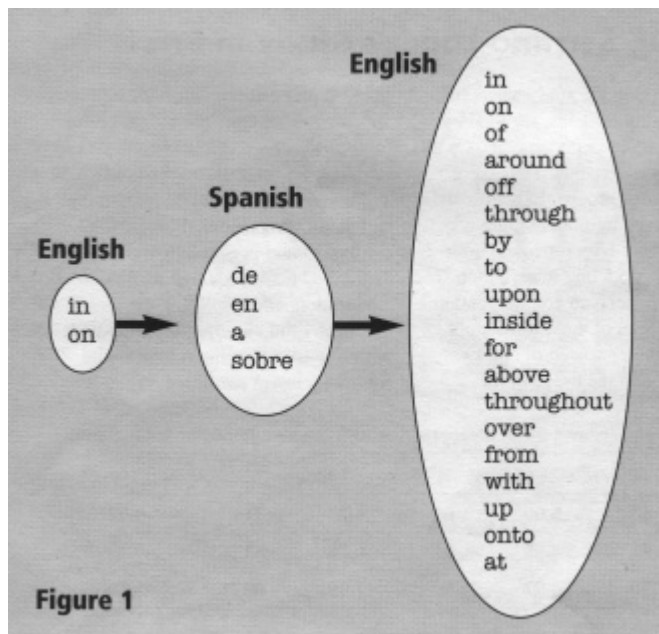 English
in
on
Spanish
de
en
a
sobre
English
in
on
of
around
off
through
by
to
upon
inside
for
above
throughout
over
from
with
up
onto
at
Figure 1